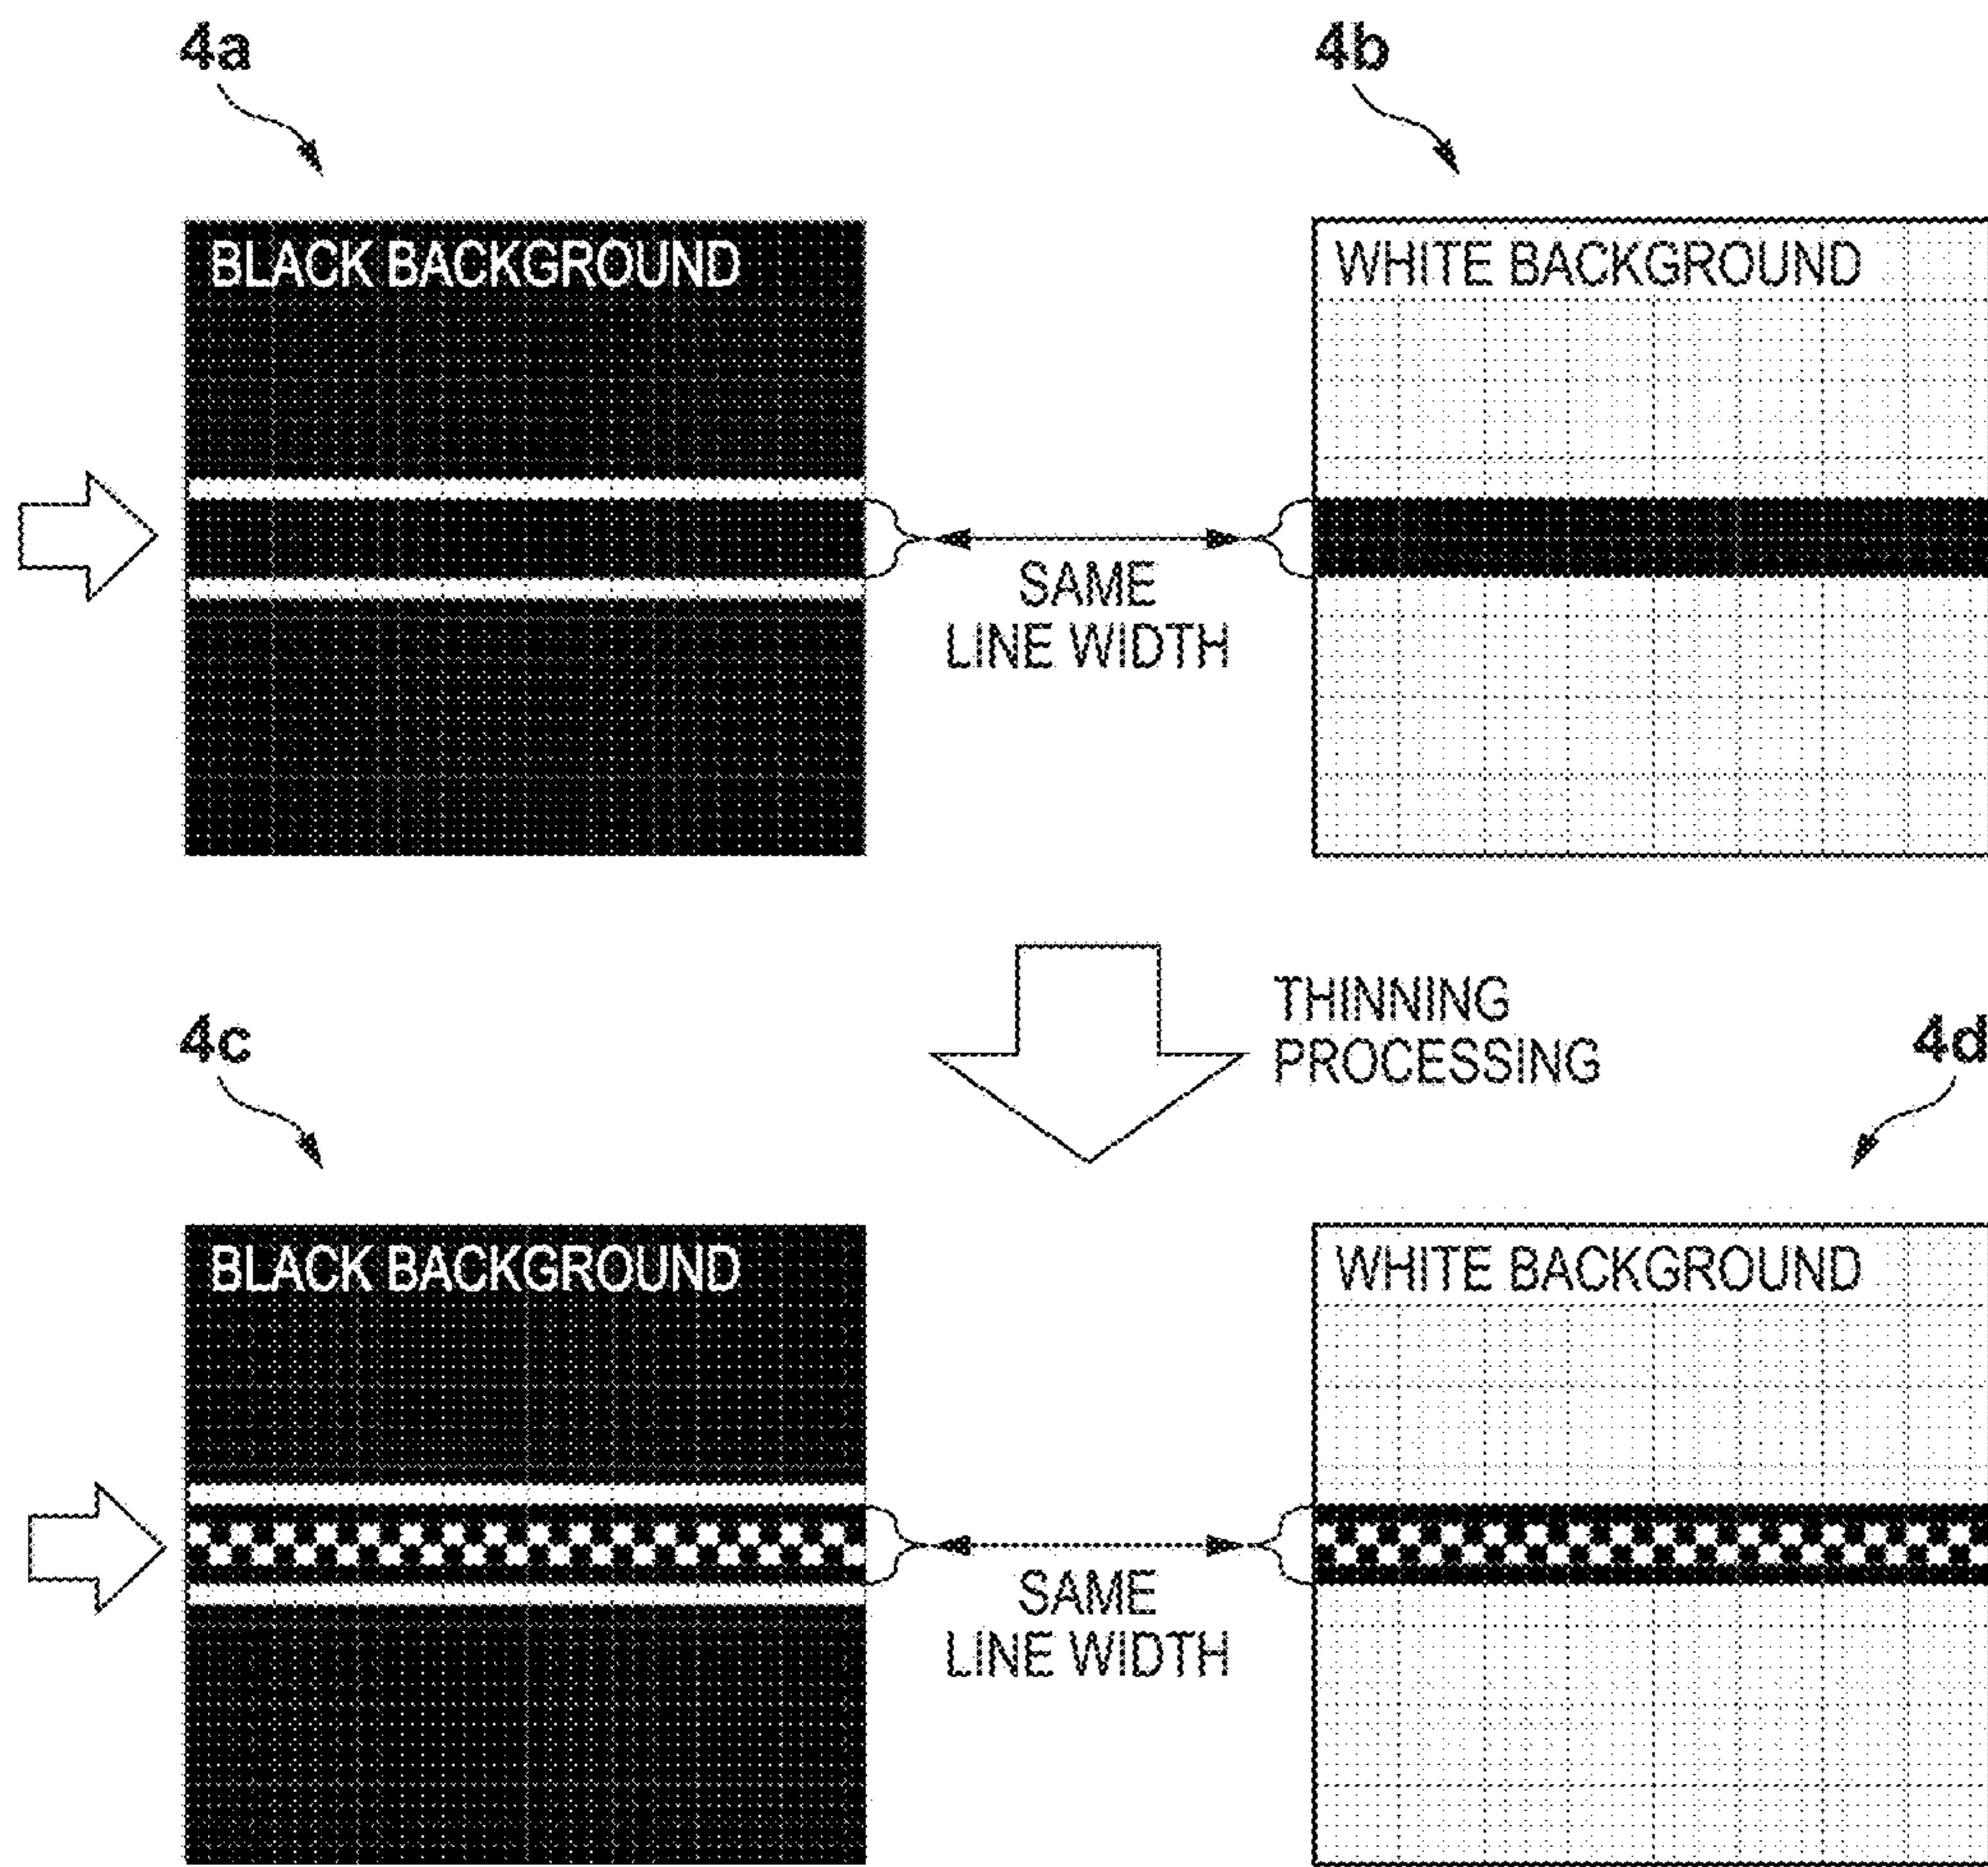 4a
4b
BLACK BACKGROUND
WHITE BACKGROUND
SAME
LINE WIDTH
THINNING
PROCESSING
4c
4d
BLACK BACKGROUND
WHITE BACKGROUND
SAME
LINE WIDTH